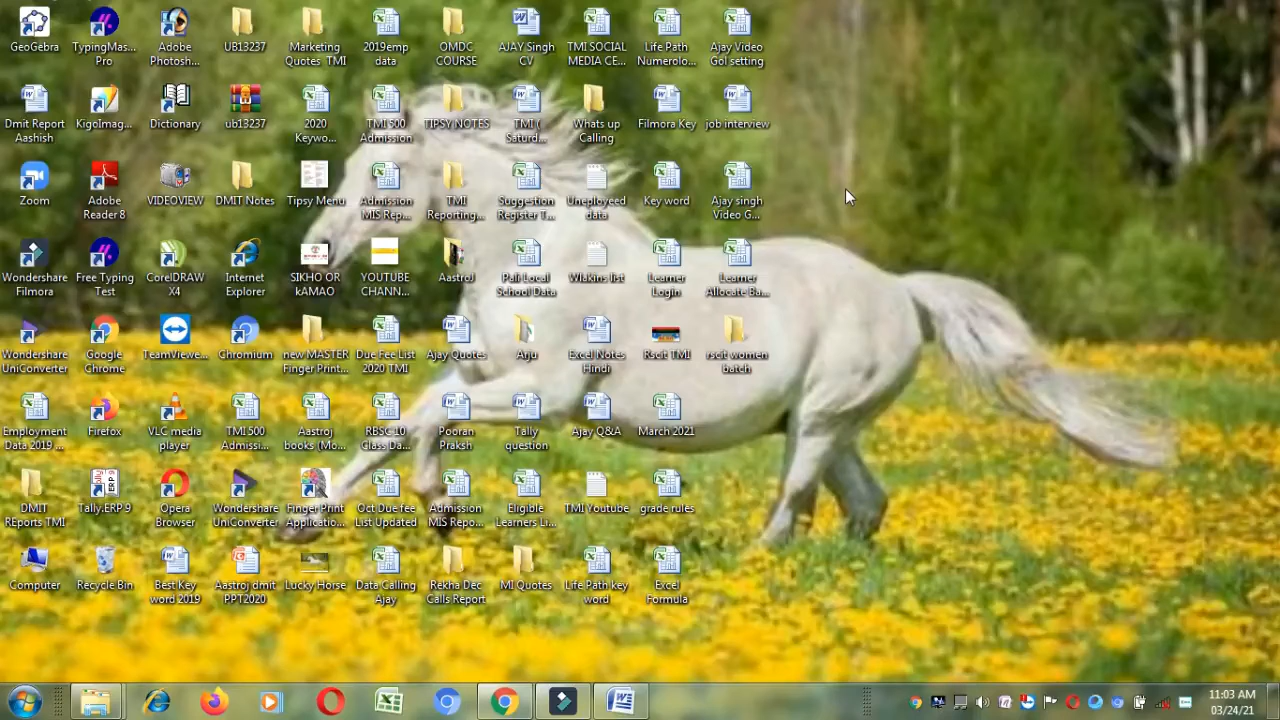 GeoGebra
TypingMas...
Pro
Adobe
Photosh...
UB13237
Marketing
Quotes TMI
2019emp
data
OMDC
COURSE
AJAY Singh
CV
TMI SOCIAL
MEDIA CE...
Life Path
Numerolo...
Ajay Video
Gol setting
Dmit Report
Aashish
KigoImag...
Dictionary
ub13237
2020
Keywo...
TMI 500
Admission
TIPSY NOTES
TMI (
Saturd...
Whats up
Calling
Filmora Key
job interview
Zoom
Adobe
Reader 8
VIDEOVIEW
DMIT Notes
Tipsy Menu
Admission
MIS Rep...
TMI
Reporting...
Suggestion
Register T...
Uneployeed
data
Key word
Ajay singh
Video G...
Wondershare
Filmora
Free Typing
Test
CorelDRAW
X4
Internet
Explorer
SIKHO OR
kAMAO
YOUTUBE
CHANN...
AastroJ
Pali Local
School Data
Wlakins list
Learner
Login
Learner
Allocate Ba...
Wondershare
UniConverter
Google
Chrome
TeamViewe...
Chromium
new MASTER
Finger Print...
Due Fee List
2020 TMI
Ajay Quotes
Arju
Excel Notes
Hindi
Rscit TMI
rscit women
batch
Employment
Data 2019 ...
Firefox
VLC media
player
TMI 500
Admissi...
Aastroj
books (Mo...
RBSC 10
Class Da...
Pooran
Praksh
Tally
question
Ajay Q&A
March 2021
DMIT
REports TMI
Tally.ERP 9
Opera
Browser
Wondershare
UniConverter
Finger Print
Applicatio...
Oct Due fee
List Updated
Admission
MIS Repo...
Eligible
Learners Li...
TMI Youtube
grade rules
Computer
Recycle Bin
Best Key
word 2019
Aastroj dmit
PPT2020
Lucky Horse
Data Calling
Ajay
Rekha Dec
Calls Report
MI Quotes
Life Path key
word
Excel
Formula
11:03 AM
03/24/21